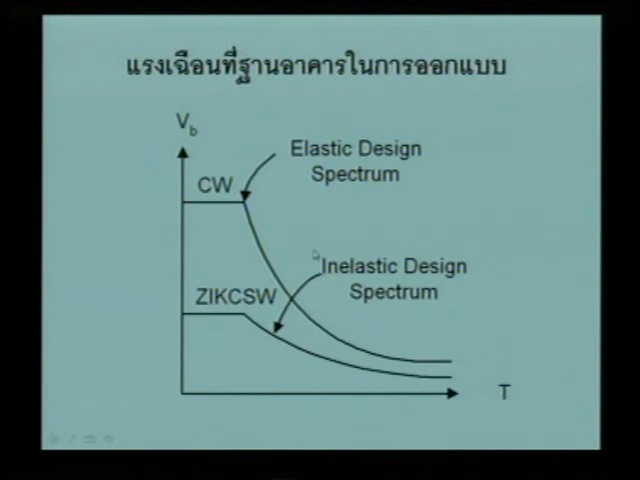 แรงเฉือนที่ฐานอาคารในการออกแบบ
Vb
Elastic Design
Spectrum
CW
Inelastic Design
Spectrum
ZIKCSW
T